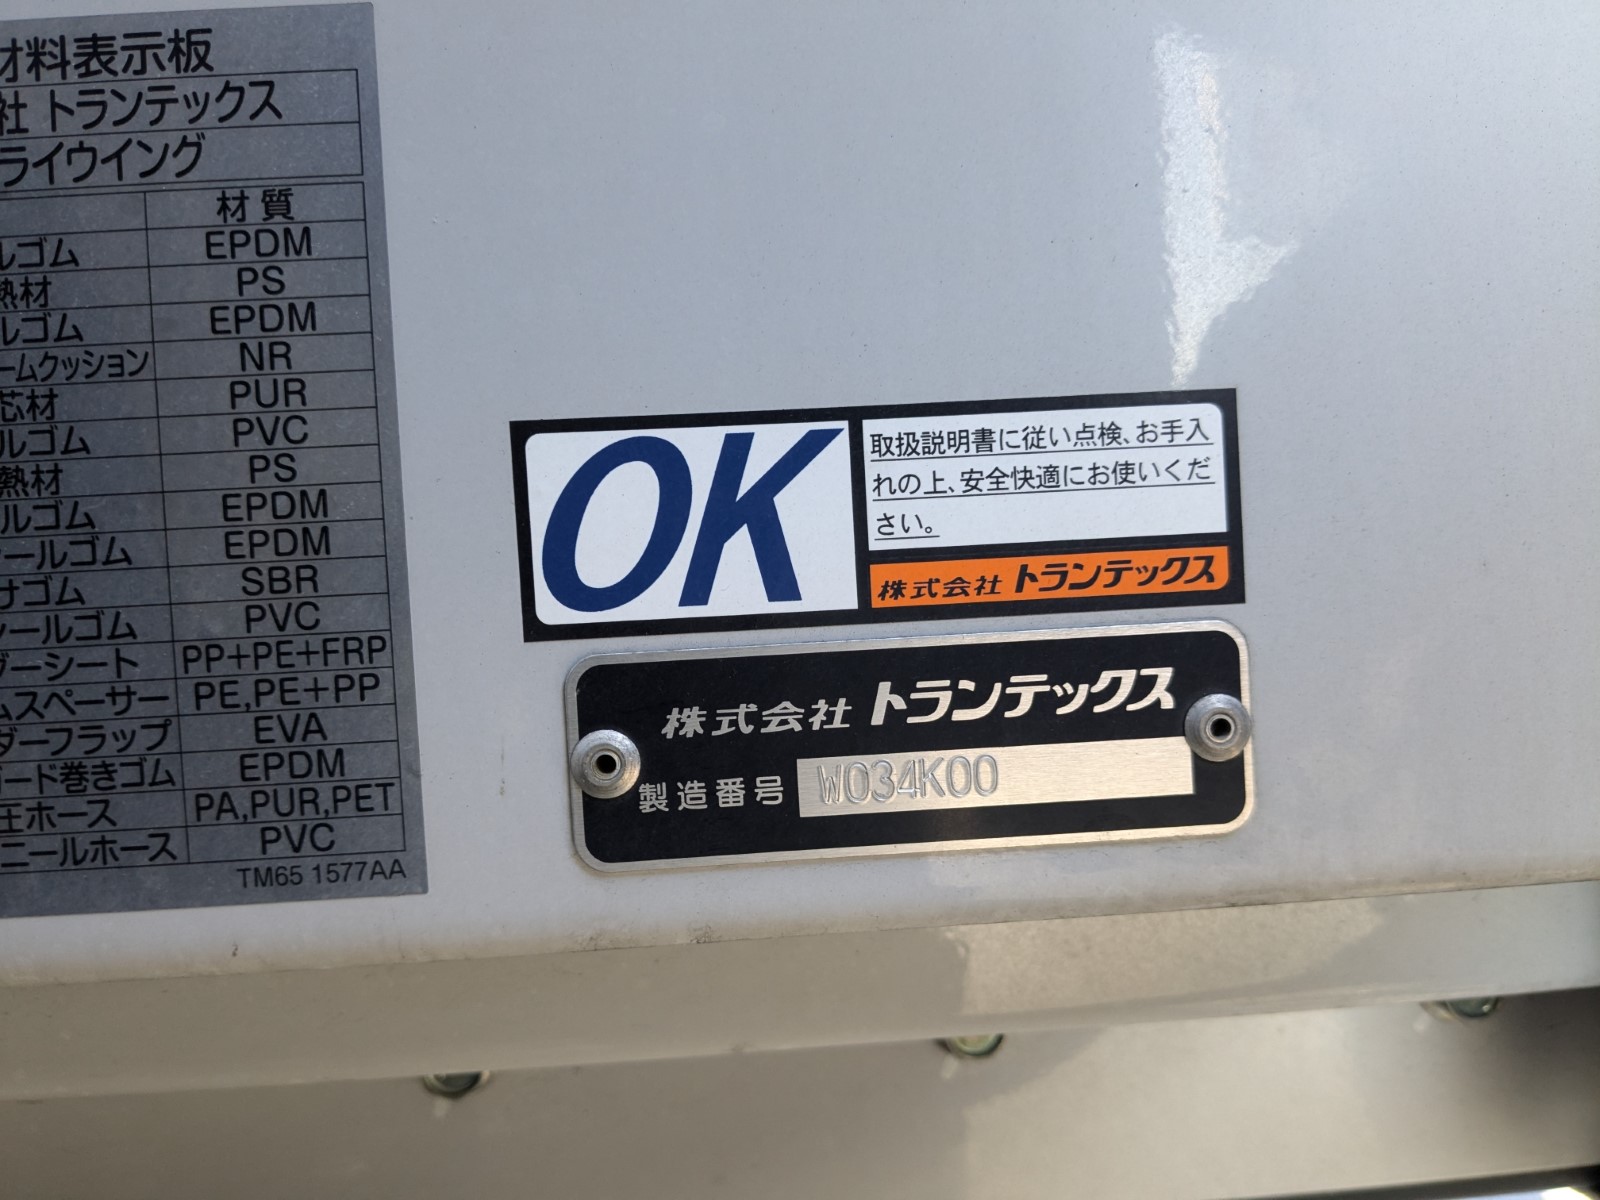 材料表示板
社 トランテックス
ライウイング
材質
ルゴム EPDM
熱材 PS
ルゴム EPDM
ームクッション NR
芯材 PUR
ルゴム PVC
熱材 PS
ルゴム EPDM
ールゴム EPDM
ゴム SBR
ールゴム PVC
ダーシート PP+PE+FRP
ムスペーサー PE,PE+PP
ダーフラップ EVA
ガード巻きゴム EPDM
圧ホース PA,PUR,PET
ニールホース PVC
TM65 1577AA
OK
取扱説明書に従い点検、お手入
れの上、安全快適にお使いくだ
さい。
株式会社 トランテックス
株式会社 トランテックス
製造番号 W034K00